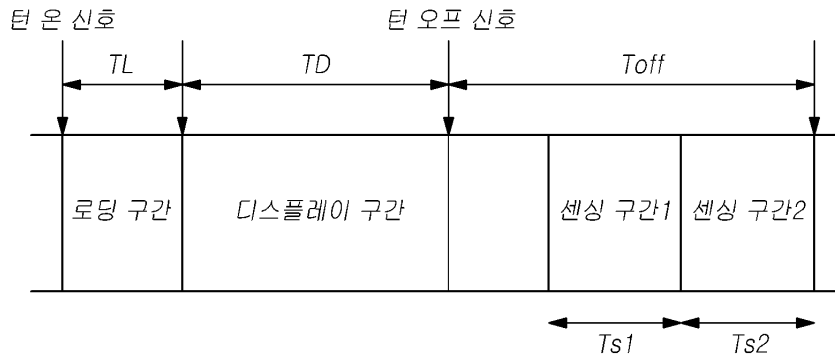 턴 온 신호
턴 오프 신호
TL
TD
Toff
로딩 구간
디스플레이 구간
센싱 구간1
센싱 구간2
Ts1
Ts2